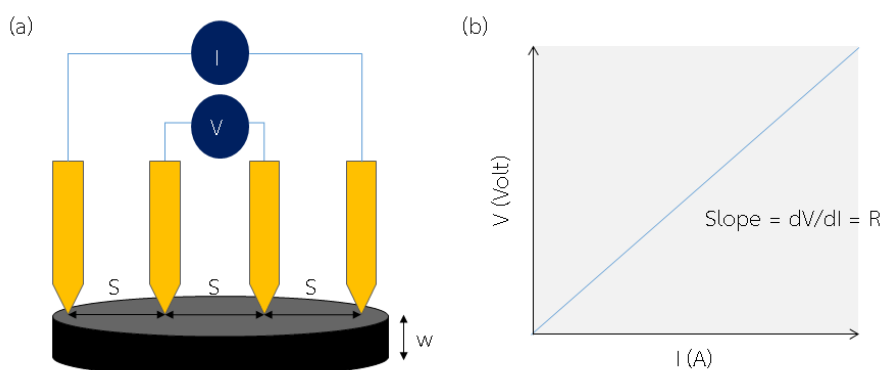 (a)
(b)
I
V
S
S
S
w
V (Volt)
Slope = dV/dI = R
I (A)